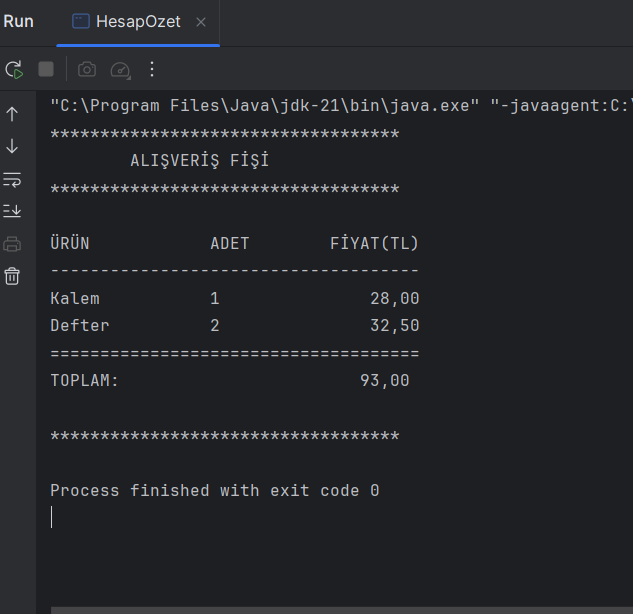 Run HesapOzet
"C:\Program Files\Java\jdk-21\bin\java.exe" "-javaagent:C:\
***********************************
ALIŞVERİŞ FİŞİ
***********************************
ÜRÜN ADET FİYAT(TL)
-------------------------------------
Kalem 1 28,00
Defter 2 32,50
=====================================
TOPLAM: 93,00
***********************************
Process finished with exit code 0